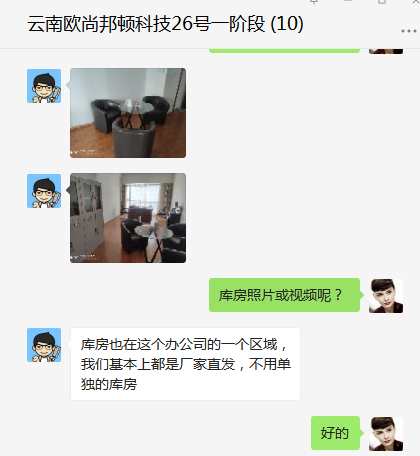 云南欧尚邦顿科技26号一阶段 (10)
库房照片或视频呢？
库房也在这个办公司的一个区域，
我们基本上都是厂家直发，不用单
独的库房
好的